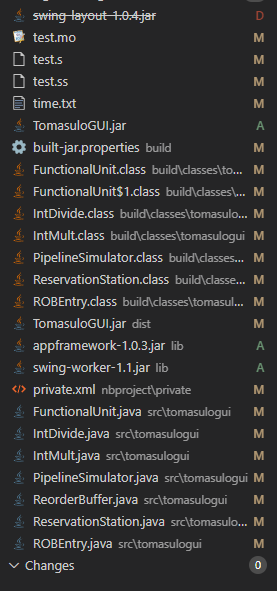 swing-layout-1.0.4.jar D
test.mo M
test.s M
test.ss M
time.txt M
TomasuloGUI.jar A
built-jar.properties build M
FunctionalUnit.class build\classes\to... M
FunctionalUnit$1.class build\classes\... M
IntDivide.class build\classes\tomasulo... M
IntMult.class build\classes\tomasulogui M
PipelineSimulator.class build\classes... M
ReservationStation.class build\classe... M
ROBEntry.class build\classes\tomasul... M
TomasuloGUI.jar dist M
appframework-1.0.3.jar lib A
swing-worker-1.1.jar lib A
private.xml nbproject\private M
FunctionalUnit.java src\tomasulogui M
IntDivide.java src\tomasulogui M
IntMult.java src\tomasulogui M
PipelineSimulator.java src\tomasulogui M
ReorderBuffer.java src\tomasulogui M
ReservationStation.java src\tomasulo... M
ROBEntry.java src\tomasulogui M
Changes 0